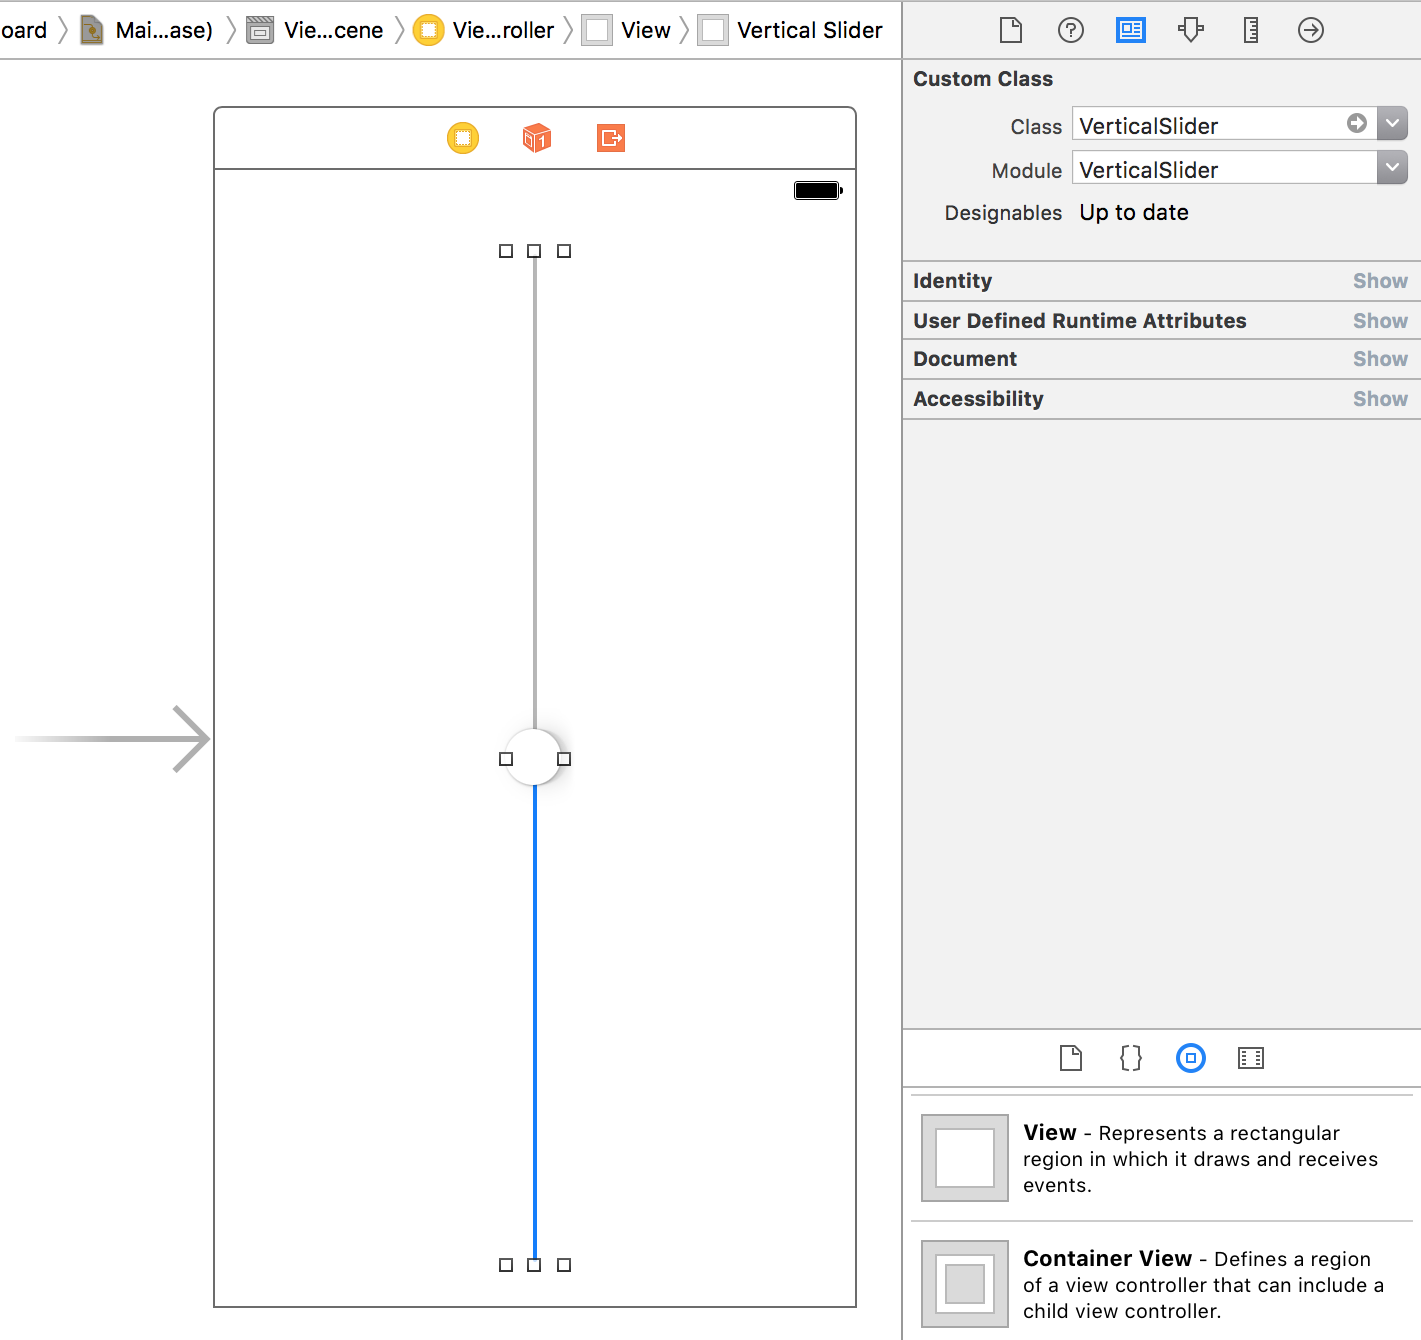 oard Mai...ase) Vie...cene Vie...roller View Vertical Slider
Custom Class
Class VerticalSlider
Module VerticalSlider
Designables Up to date
Identity Show
User Defined Runtime Attributes Show
Document Show
Accessibility Show
1
View - Represents a rectangular
region in which it draws and receives
events.
Container View - Defines a region
of a view controller that can include a
child view controller.